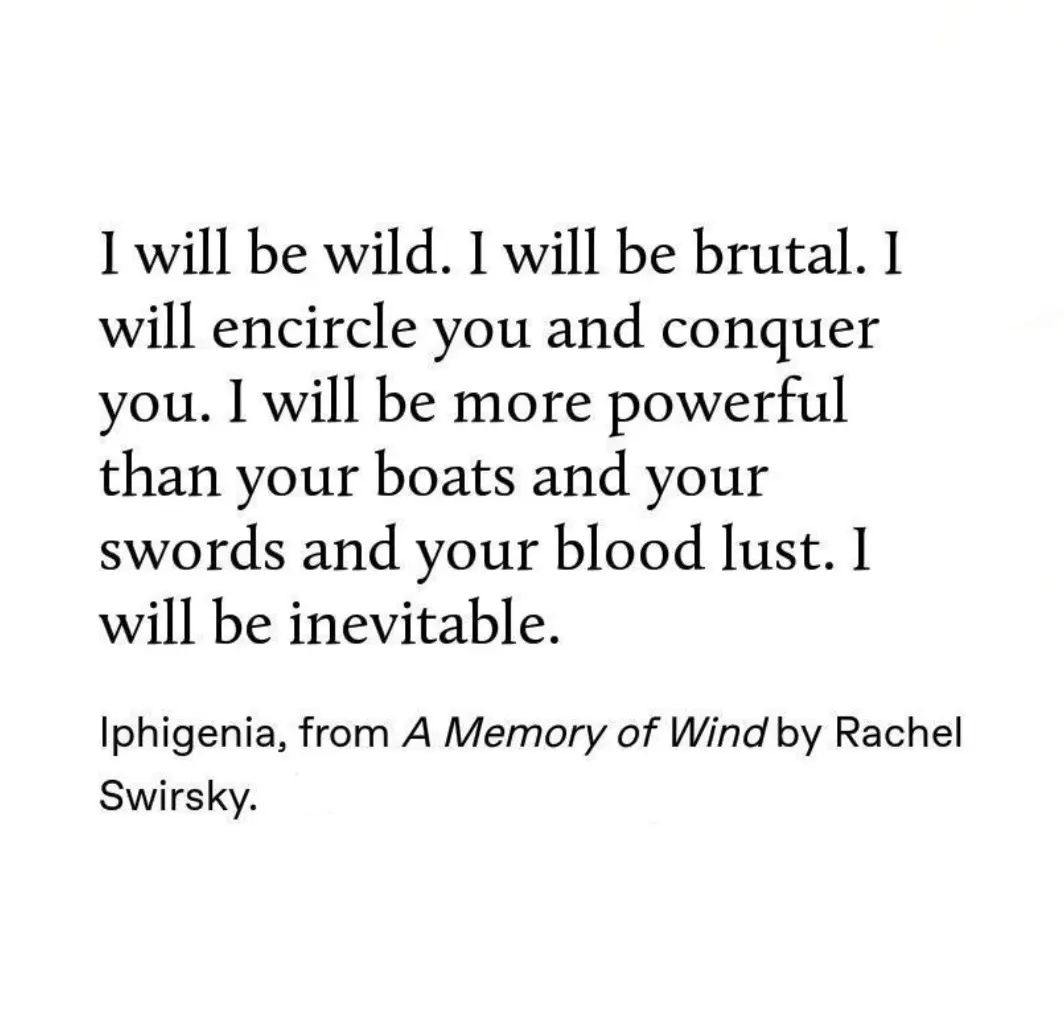 I will be wild. I will be brutal. I
will encircle you and conquer
you. I will be more powerful
than your boats and your
swords and your blood lust. I
will be inevitable.
Iphigenia, from A Memory of Wind by Rachel
Swirsky.